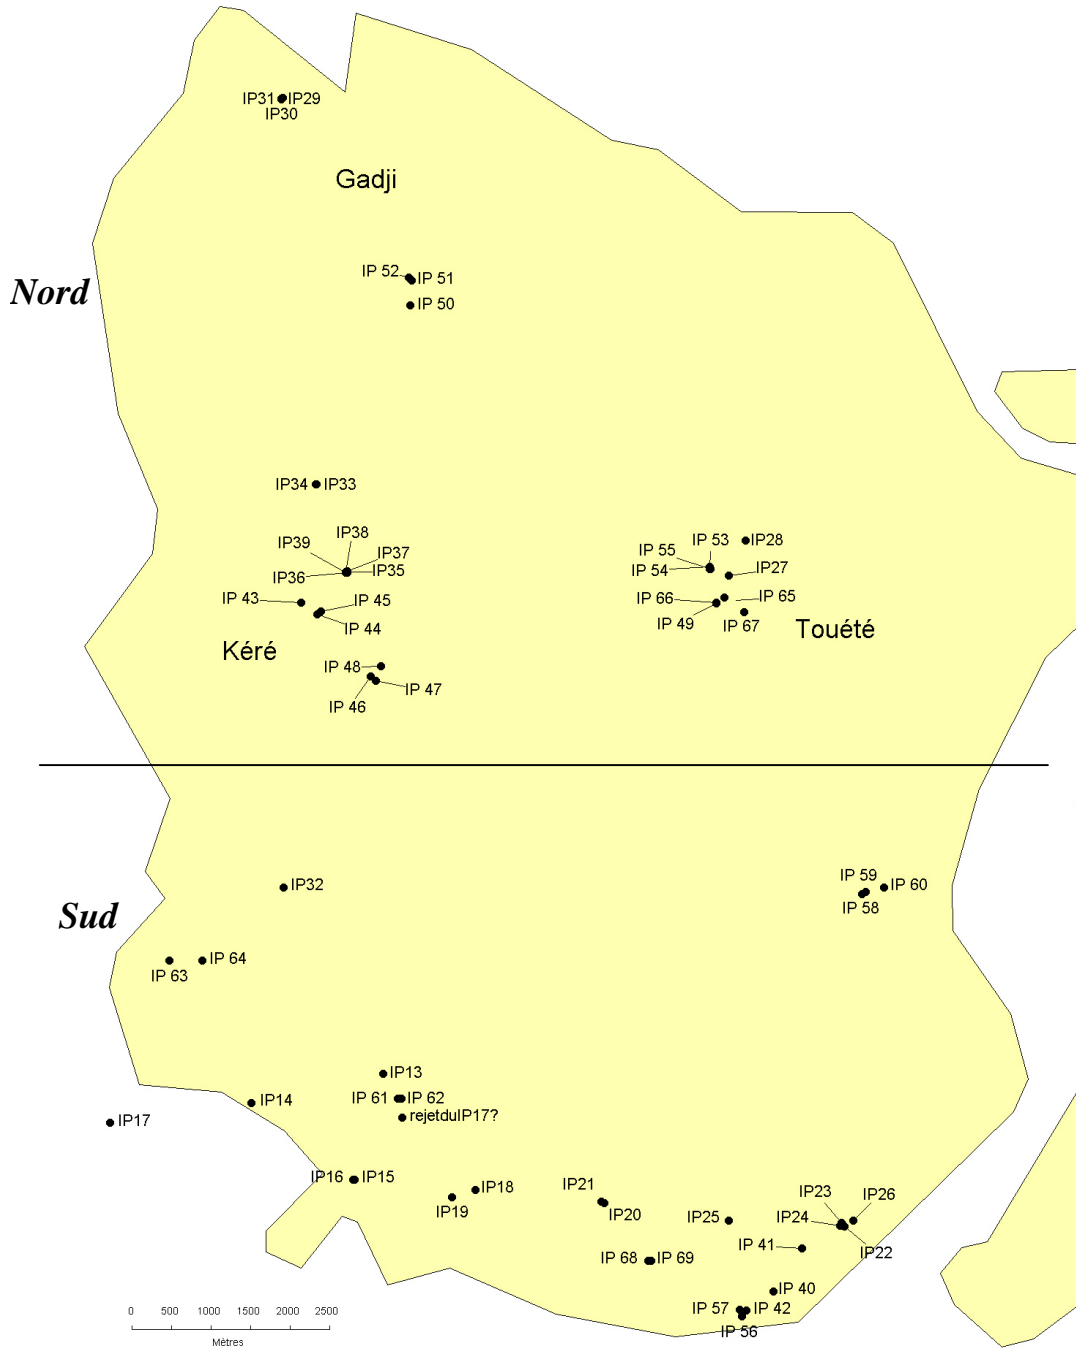 IP31 IP29
IP30
Gadji
IP 52 IP 51
Nord
IP 50
IP34 IP33
IP38
IP39
IP37
IP36 IP35
IP 53 IP28
IP 55
IP 54
IP27
IP 43 IP 45
IP 44
IP 66 IP 65
IP 49 IP 67
Touété
Kéré
IP 48
IP 47
IP 46
IP32
IP 59 IP 60
IP 58
Sud
IP 64
IP 63
IP13
IP14 IP 61 IP 62
rejetduIP17?
IP17
IP16 IP15
IP18
IP19
IP21
IP20
IP23 IP26
IP25 IP24
IP 41 IP22
IP 68 IP 69
IP 40
IP 57 IP 42
IP 56
0 500 1000 1500 2000 2500
Mètres